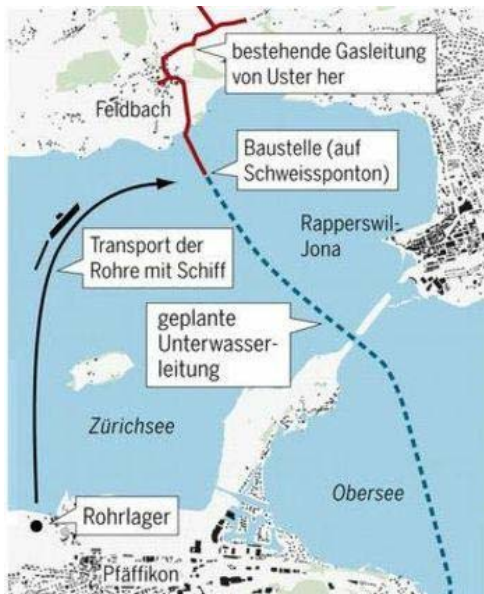 bestehende Gasleitung
von Uster her
Feldbach
Baustelle (auf
Schweissponton)
Rapperswil-
Jona
Transport der
Rohre mit Schiff
geplante
Unterwasser-
leitung
Zürichsee
Obersee
Rohrlager
Pfäffikon